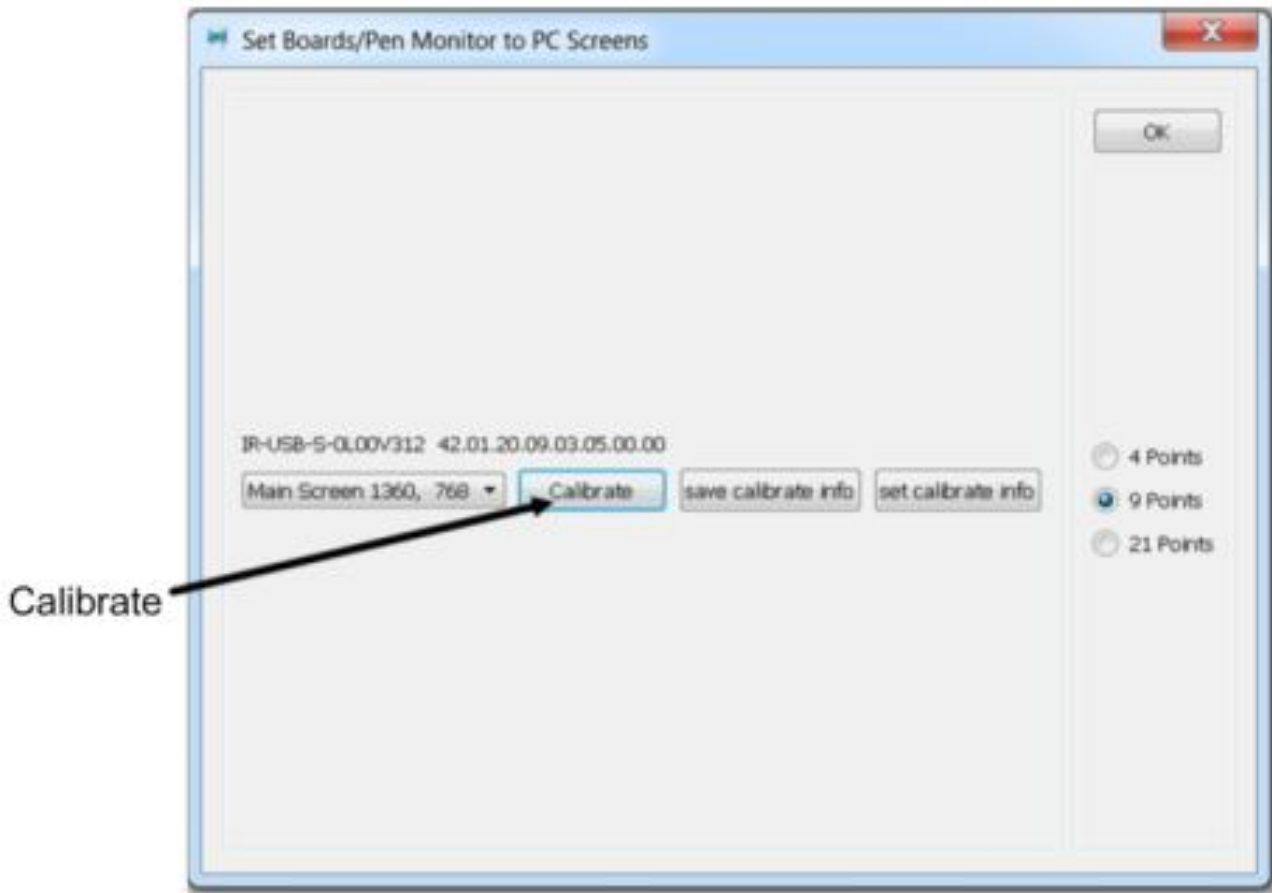 Set Boards/Pen Monitor to PC Screens
X
OK
IR-USB-S-0L00V312 42.01.20.09.03.05.00.00
Main Screen 1360, 768
Calibrate
save calibrate info
set calibrate info
4 Points
9 Points
21 Points
Calibrate